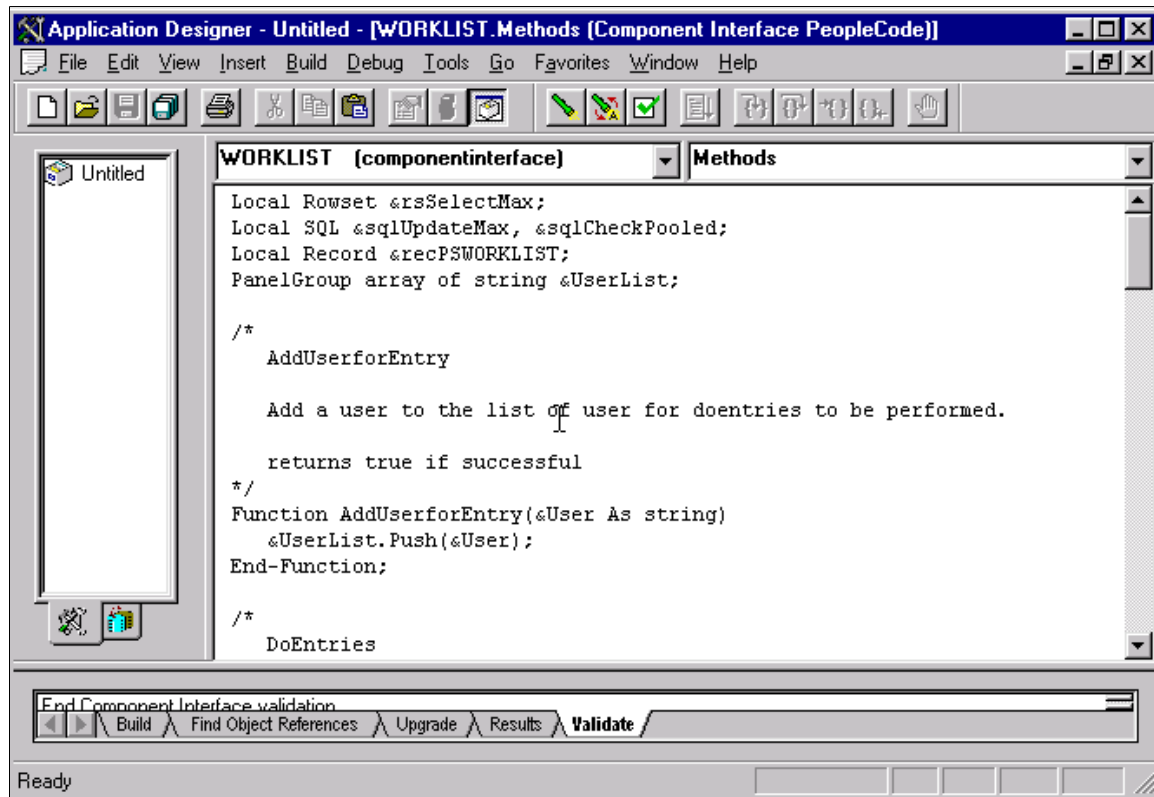 Application Designer - Untitled - [WORKLIST.Methods (Component Interface PeopleCode)]
File Edit View Insert Build Debug Tools Go Favorites Window Help
Untitled
WORKLIST (componentinterface) Methods
Local Rowset &rsSelectMax;
Local SQL &sqlUpdateMax, &sqlCheckPooled;
Local Record &recPSWORKLIST;
PanelGroup array of string &UserList;
/*
AddUserforEntry
Add a user to the list of user for doentries to be performed.
returns true if successful
*/
Function AddUserforEntry(&User As string)
&UserList.Push(&User);
End-Function;
/*
DoEntries
End Component Interface validation
Build Find Object References Upgrade Results Validate
Ready